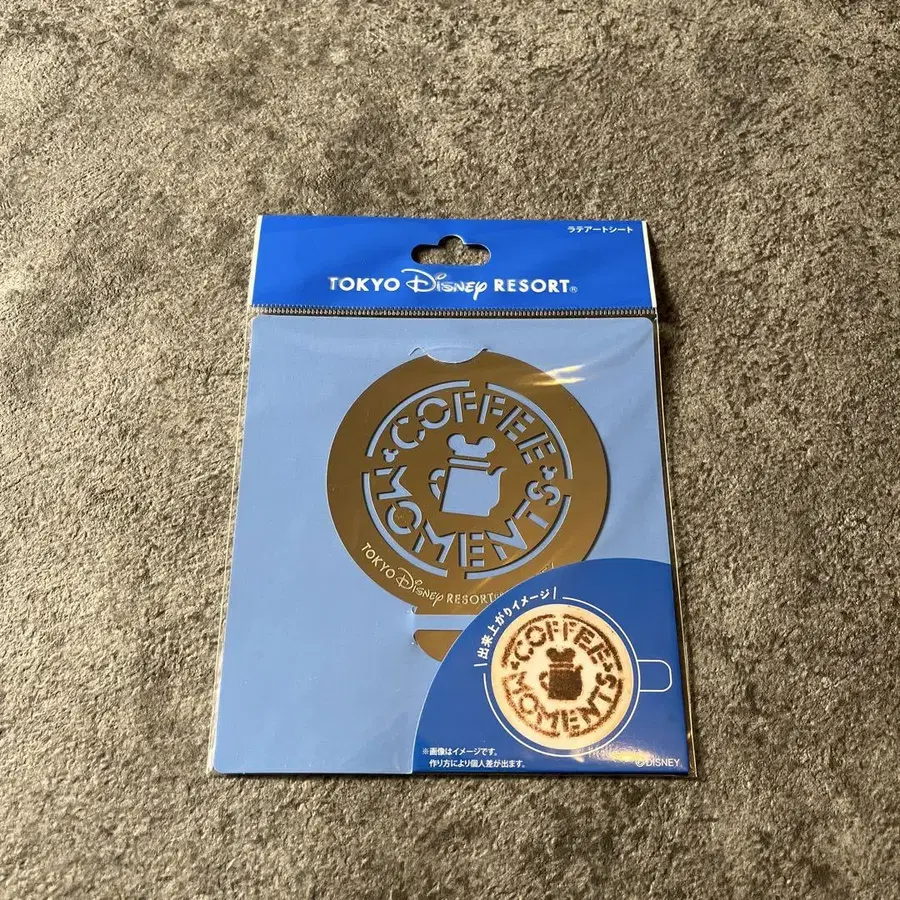 ラテアートシート
TOKYO Disney RESORT®
COFFEE
MOMENTS
TOKYO Disney RESORT
\出来上がりイメージ/
COFFEE
MOMENTS
※画像はイメージです。
作り方により個人差が出ます。
©DISNEY